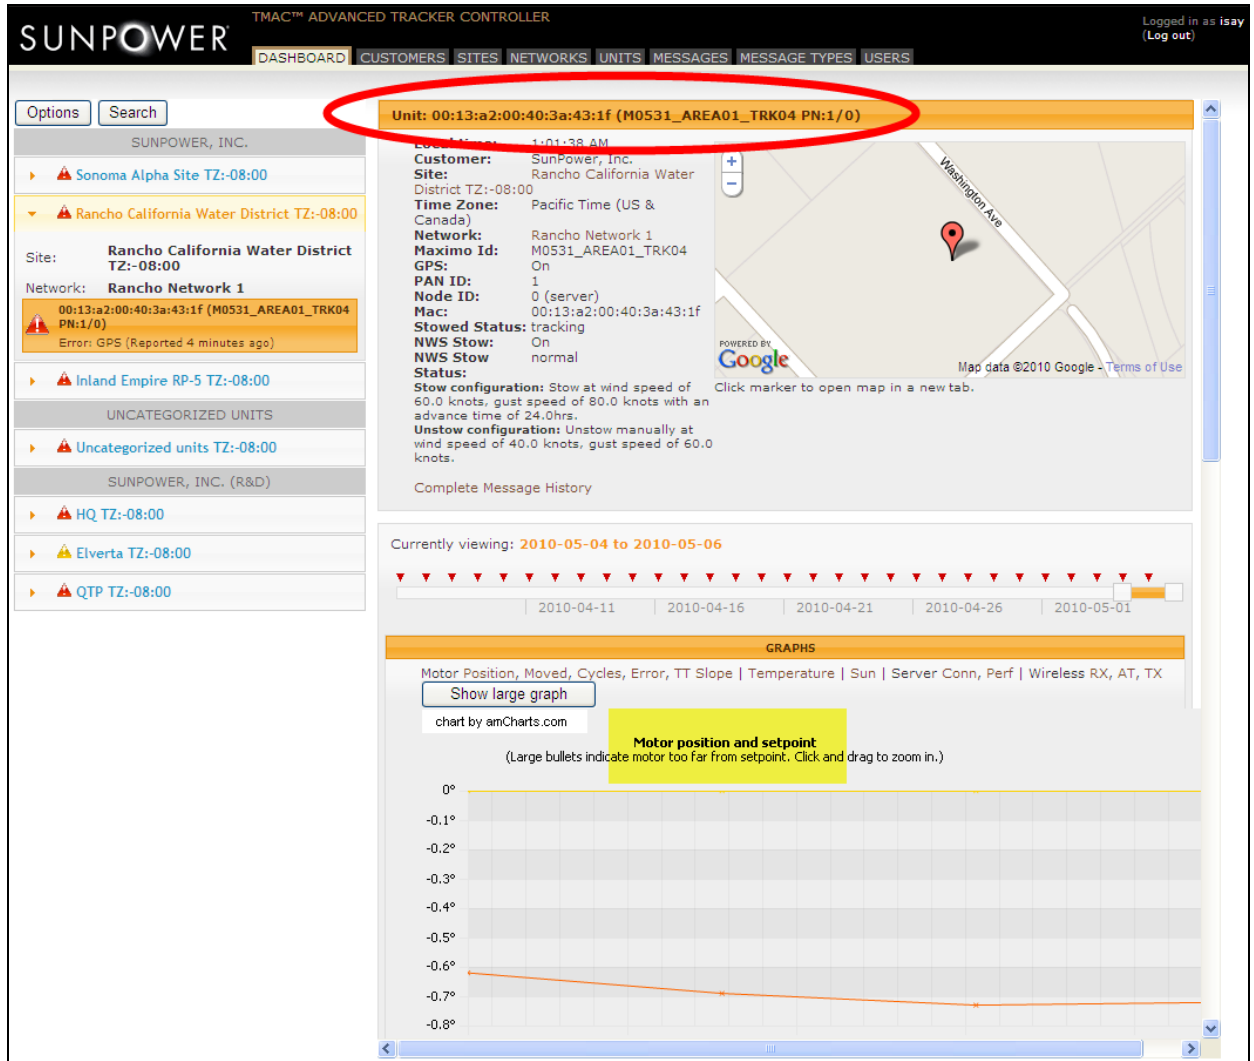 SUNPOWER
TMAC™ ADVANCED TRACKER CONTROLLER
Logged in as isay
(Log out)
DASHBOARD CUSTOMERS SITES NETWORKS UNITS MESSAGES MESSAGE TYPES USERS
Options Search
SUNPOWER, INC.
Sonoma Alpha Site TZ:-08:00
Rancho California Water District TZ:-08:00
Site: Rancho California Water District
TZ:-08:00
Network: Rancho Network 1
00:13:a2:00:40:3a:43:1f (M0531_AREA01_TRK04
PN:1/0)
Error: GPS (Reported 4 minutes ago)
Inland Empire RP-5 TZ:-08:00
UNCATEGORIZED UNITS
Uncategorized units TZ:-08:00
SUNPOWER, INC. (R&D)
HQ TZ:-08:00
Elverta TZ:-08:00
QTP TZ:-08:00
Unit: 00:13:a2:00:40:3a:43:1f (M0531_AREA01_TRK04 PN:1/0)
Local time: 1:01:38 AM
Customer: SunPower, Inc.
Site: Rancho California Water
District TZ:-08:00
Time Zone: Pacific Time (US &
Canada)
Network: Rancho Network 1
Maximo Id: M0531_AREA01_TRK04
GPS: On
PAN ID: 1
Node ID: 0 (server)
Mac: 00:13:a2:00:40:3a:43:1f
Stowed Status: tracking
NWS Stow: On
NWS Stow normal
Status:
Stow configuration: Stow at wind speed of
60.0 knots, gust speed of 80.0 knots with an
advance time of 24.0hrs.
Unstow configuration: Unstow manually at
wind speed of 40.0 knots, gust speed of 60.0
knots.
Complete Message History
+
−
Washington Ave
POWERED BY
Google
Map data ©2010 Google - Terms of Use
Click marker to open map in a new tab.
Currently viewing: 2010-05-04 to 2010-05-06
2010-04-11 2010-04-16 2010-04-21 2010-04-26 2010-05-01
GRAPHS
Motor Position, Moved, Cycles, Error, TT Slope | Temperature | Sun | Server Conn, Perf | Wireless RX, AT, TX
Show large graph
chart by amCharts.com
Motor position and setpoint
(Large bullets indicate motor too far from setpoint. Click and drag to zoom in.)
0°
-0.1°
-0.2°
-0.3°
-0.4°
-0.5°
-0.6°
-0.7°
-0.8°